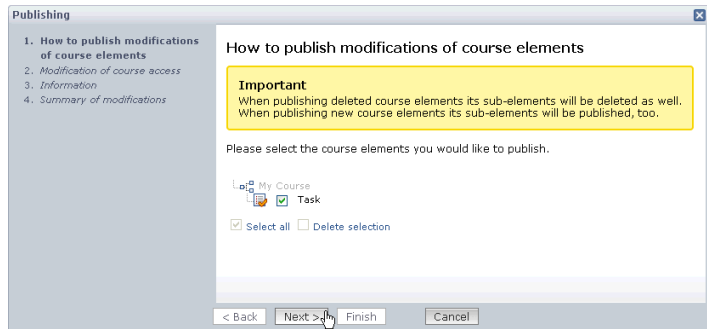 Publishing
1. How to publish modifications
of course elements
2. Modification of course access
3. Information
4. Summary of modifications
How to publish modifications of course elements
Important
When publishing deleted course elements its sub-elements will be deleted as well.
When publishing new course elements its sub-elements will be published, too.
Please select the course elements you would like to publish.
My Course
Task
Select all Delete selection
< Back Next > Finish Cancel